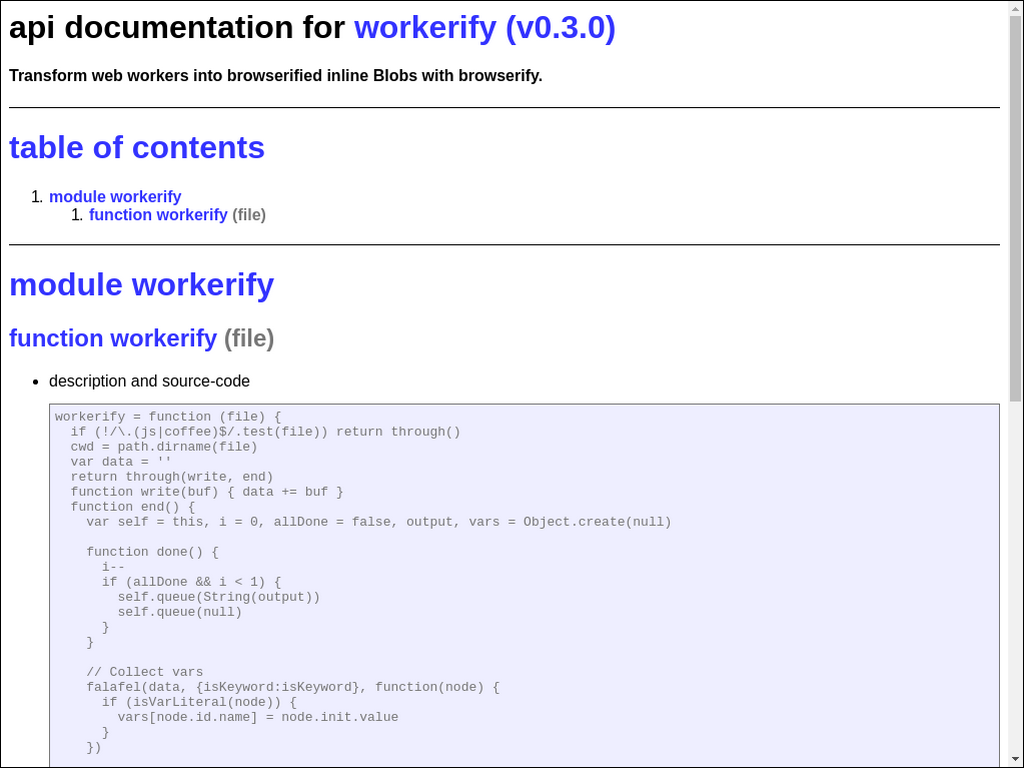 api documentation for workerify (v0.3.0)
Transform web workers into browserified inline Blobs with browserify.
table of contents
1. module workerify
1. function workerify (file)
module workerify
function workerify (file)
• description and source-code
workerify = function (file) {
  if (!/\.(js|coffee)$/.test(file)) return through()
  cwd = path.dirname(file)
  var data = ''
  return through(write, end)
  function write(buf) { data += buf }
  function end() {
    var self = this, i = 0, allDone = false, output, vars = Object.create(null)
    function done() {
      i--
      if (allDone && i < 1) {
        self.queue(String(output))
        self.queue(null)
      }
    }
    // Collect vars
    falafel(data, {isKeyword:isKeyword}, function(node) {
      if (isVarLiteral(node)) {
        vars[node.id.name] = node.init.value
      }
    })